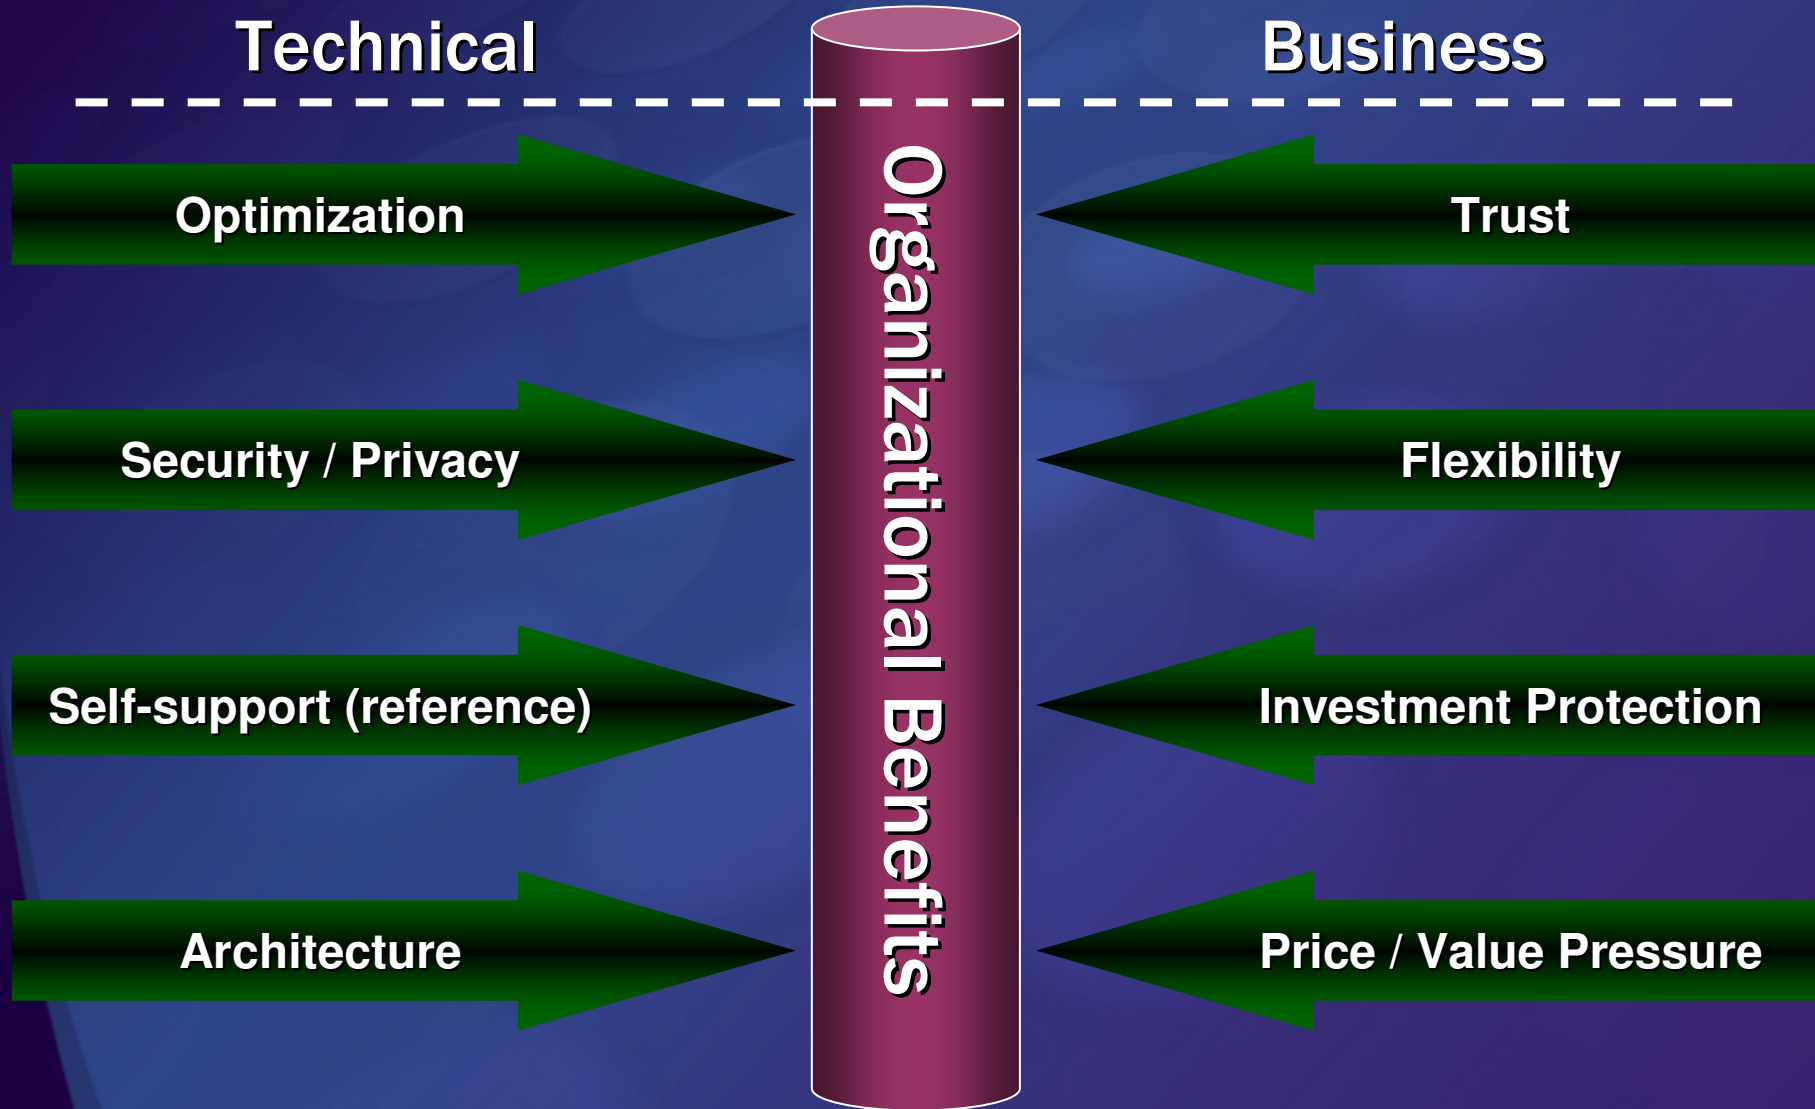 Technical
Business
Optimization
Trust
Security / Privacy
Flexibility
Self-support (reference)
Investment Protection
Architecture
Price / Value Pressure
Organizational Benefits